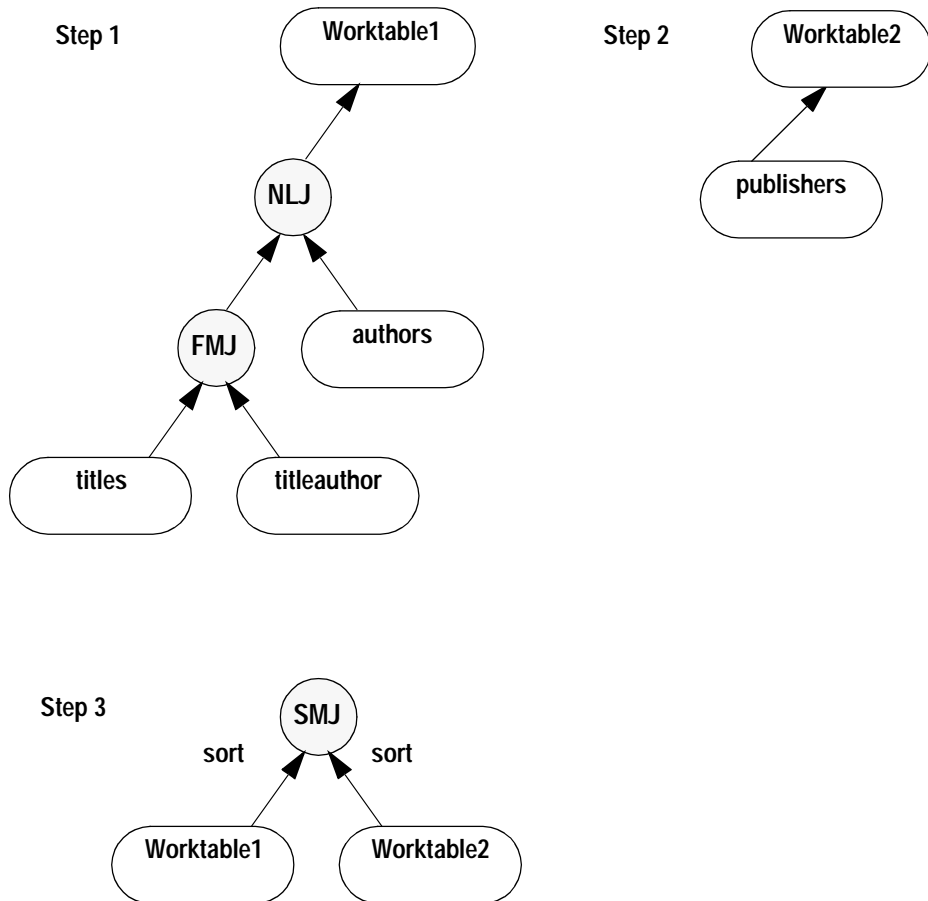 Step 1
Worktable1
NLJ
FMJ
authors
titles
titleauthor
Step 2
Worktable2
publishers
Step 3
SMJ
sort
sort
Worktable1
Worktable2